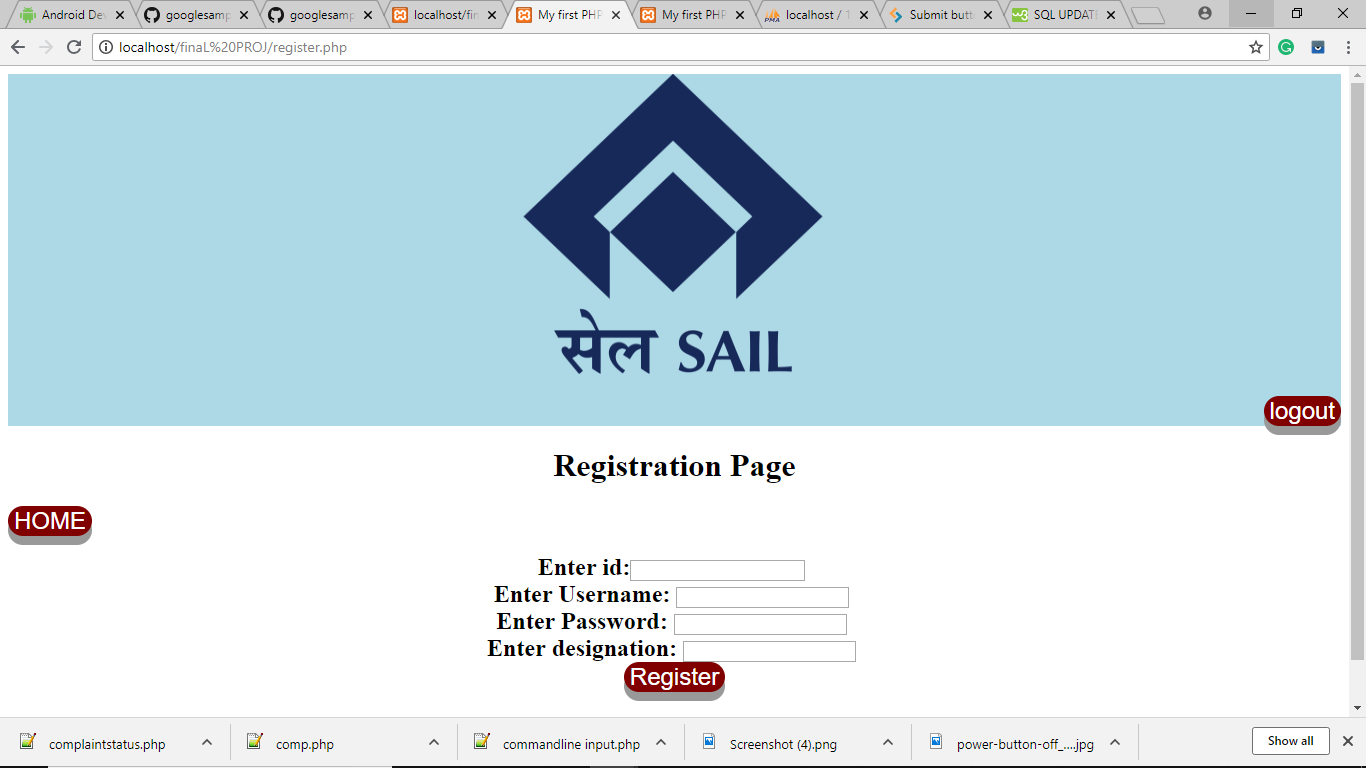 Android Dev
googlesamp
googlesamp
localhost/fin
My first PHP
My first PHP
localhost / 1
Submit butt
SQL UPDATE
localhost/finaL%20PROJ/register.php
सेल SAIL
logout
Registration Page
HOME
Enter id:
Enter Username:
Enter Password:
Enter designation:
Register
complaintstatus.php
comp.php
commandline input.php
Screenshot (4).png
power-button-off_....jpg
Show all